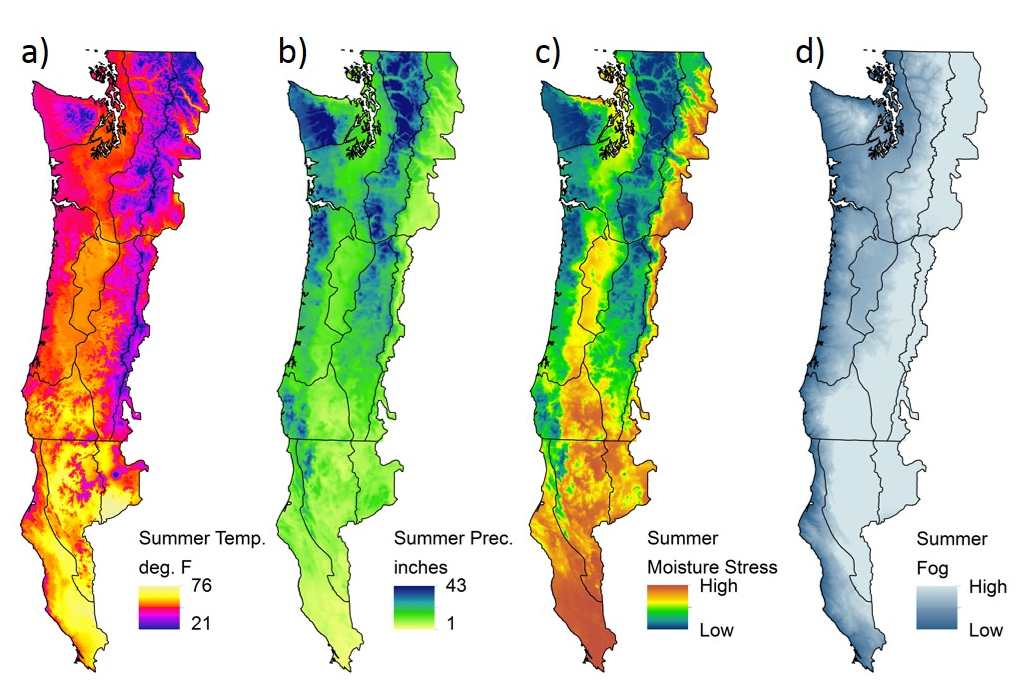 a)
b)
c)
d)
Summer Temp.
deg. F
76
21
Summer Prec.
inches
43
1
Summer
Moisture Stress
High
Low
Summer
Fog
High
Low